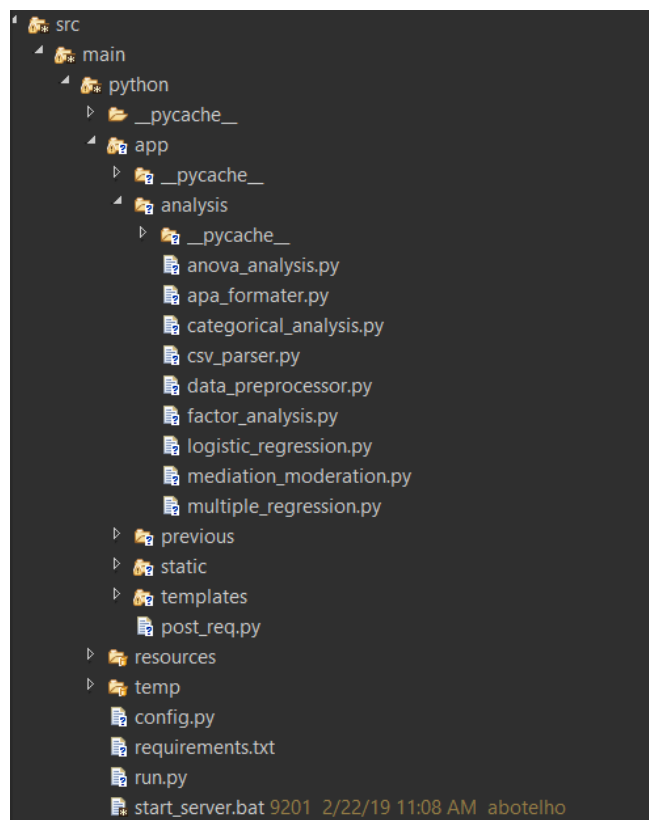 src
main
python
__pycache__
app
__pycache__
analysis
__pycache__
anova_analysis.py
apa_formater.py
categorical_analysis.py
csv_parser.py
data_preprocessor.py
factor_analysis.py
logistic_regression.py
mediation_moderation.py
multiple_regression.py
previous
static
templates
post_req.py
resources
temp
config.py
requirements.txt
run.py
start_server.bat 9201 2/22/19 11:08 AM abotelho